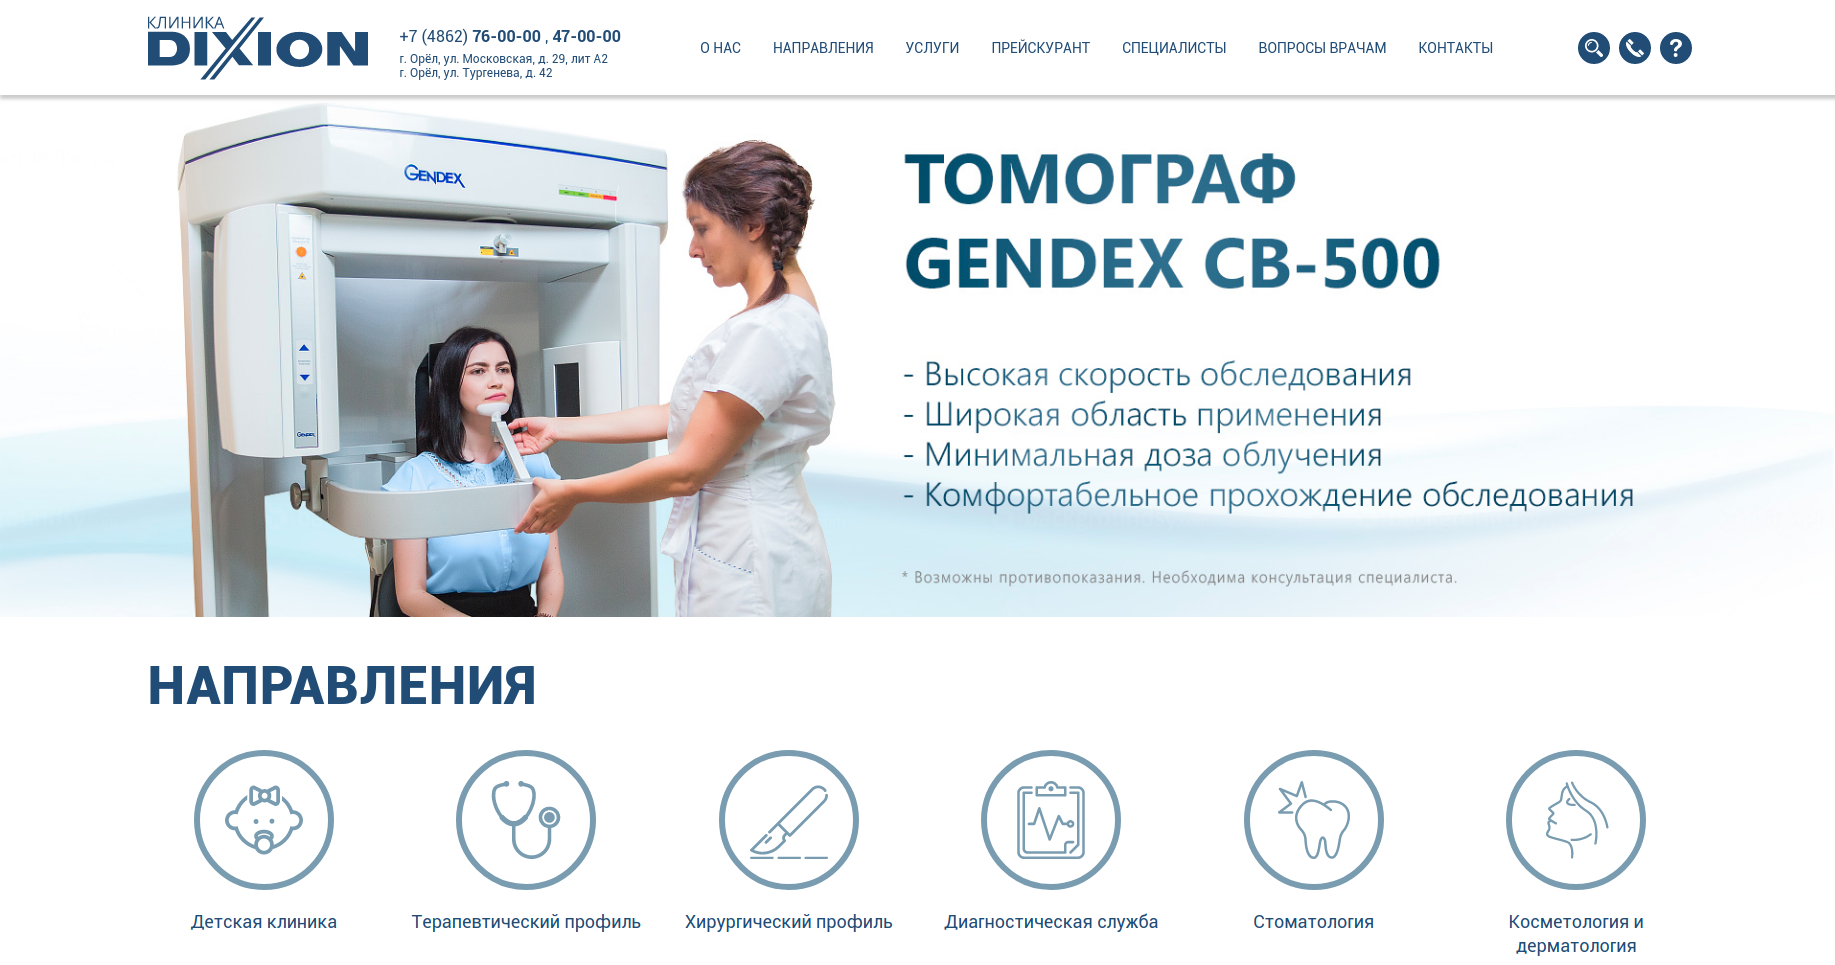 КЛИНИКА
DIXION
+7 (4862) 76-00-00 , 47-00-00
г. Орёл, ул. Московская, д. 29, лит А2
г. Орёл, ул. Тургенева, д. 42
О НАС
НАПРАВЛЕНИЯ
УСЛУГИ
ПРЕЙСКУРАНТ
СПЕЦИАЛИСТЫ
ВОПРОСЫ ВРАЧАМ
КОНТАКТЫ
?
GENDEX
GENDEX
ТОМОГРАФ
GENDEX CB-500
- Высокая скорость обследования
- Широкая область применения
- Минимальная доза облучения
- Комфортабельное прохождение обследования
* Возможны противопоказания. Необходима консультация специалиста.
НАПРАВЛЕНИЯ
Детская клиника
Терапевтический профиль
Хирургический профиль
Диагностическая служба
Стоматология
Косметология и
дерматология